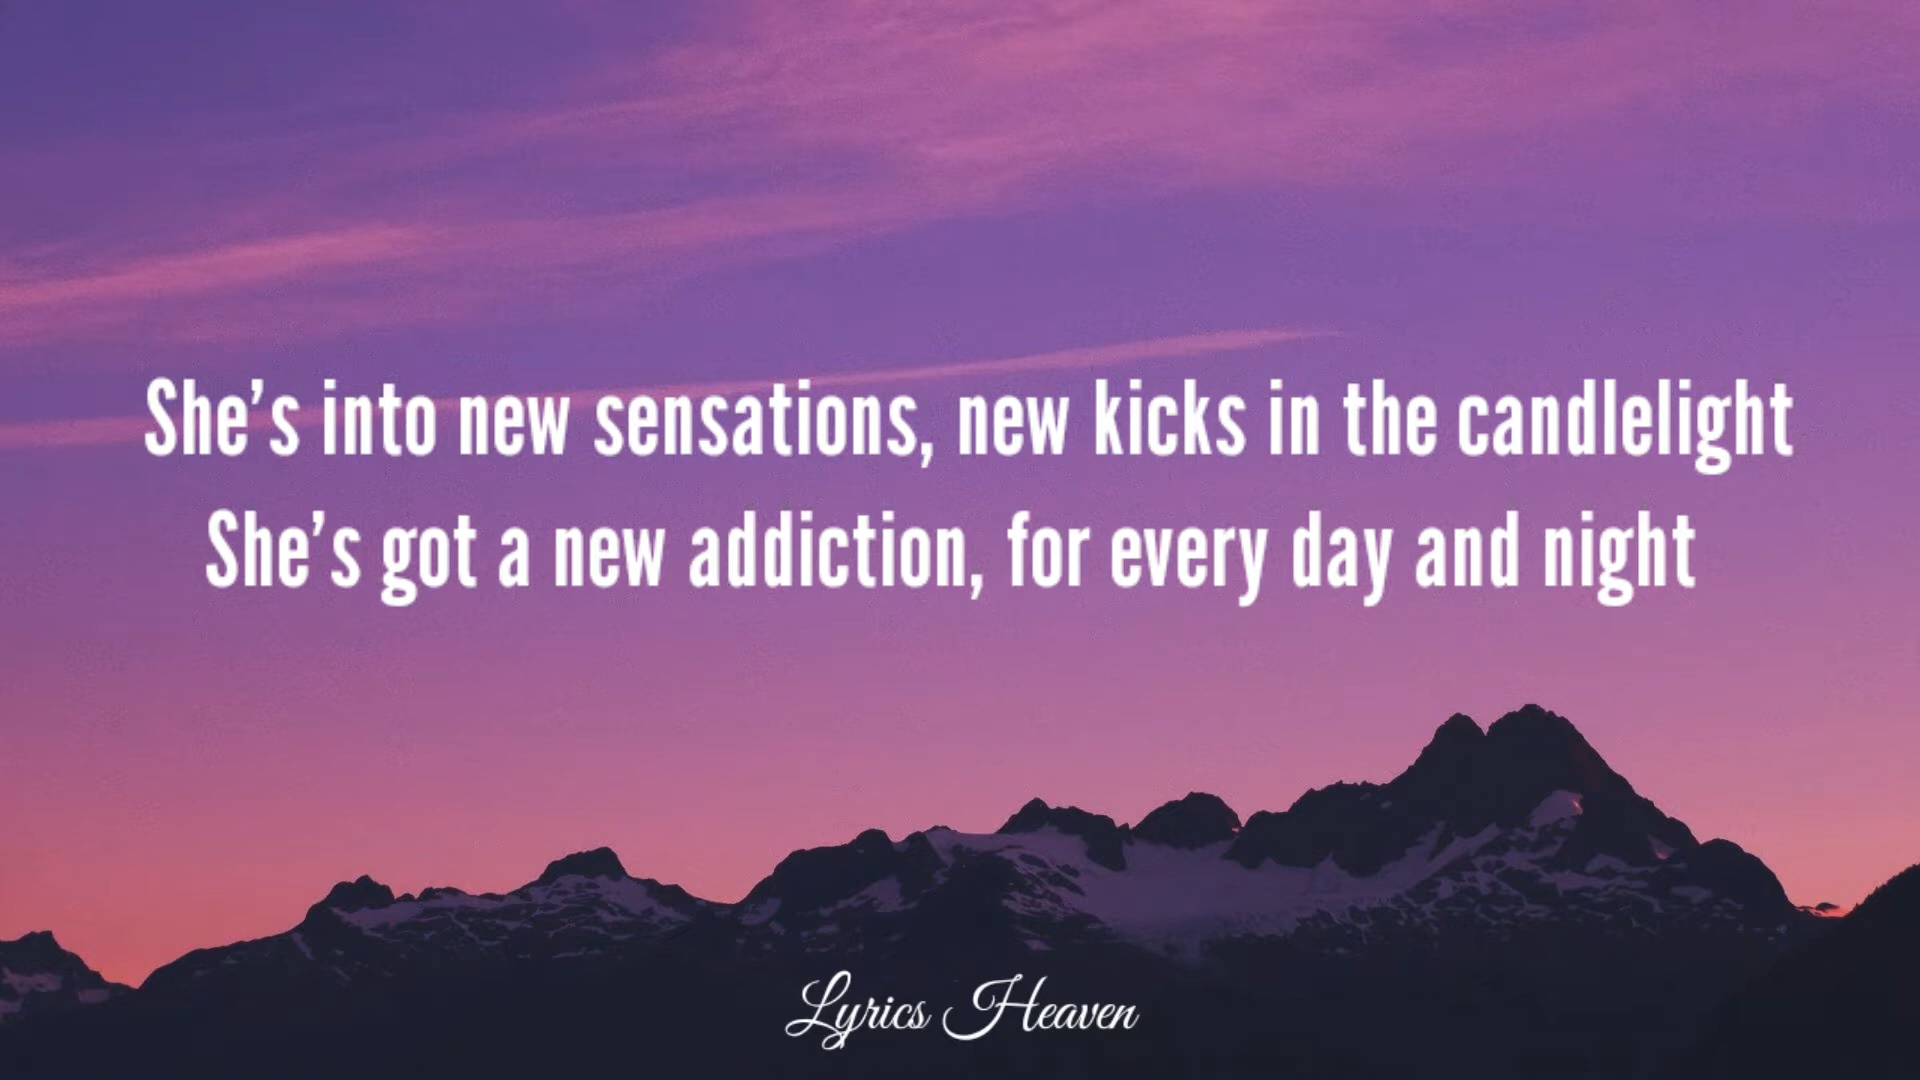 She’s into new sensations, new kicks in the candlelight
She’s got a new addiction, for every day and night
Lyrics Heaven